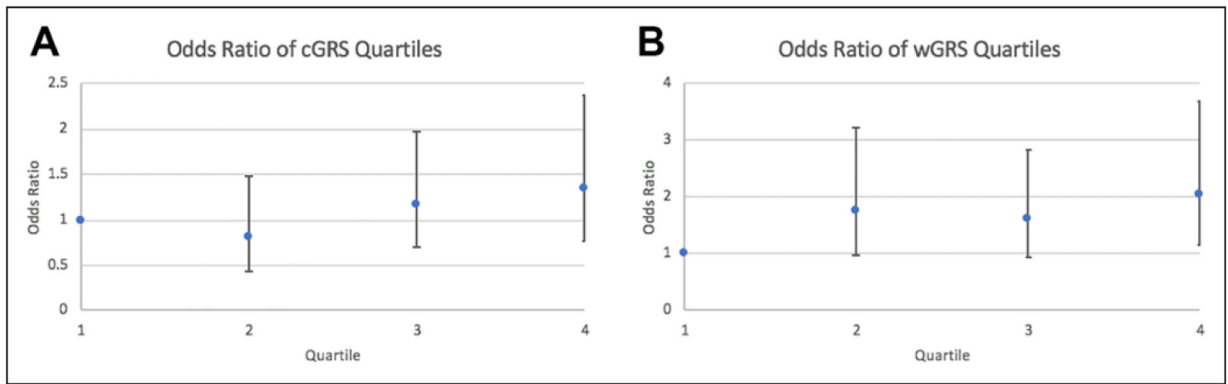 A
Odds Ratio of cGRS Quartiles
2.5
2
1.5
1
0.5
0
Odds Ratio
1 2 3 4
Quartile
B
Odds Ratio of wGRS Quartiles
4
3
2
1
0
Odds Ratio
1 2 3 4
Quartile